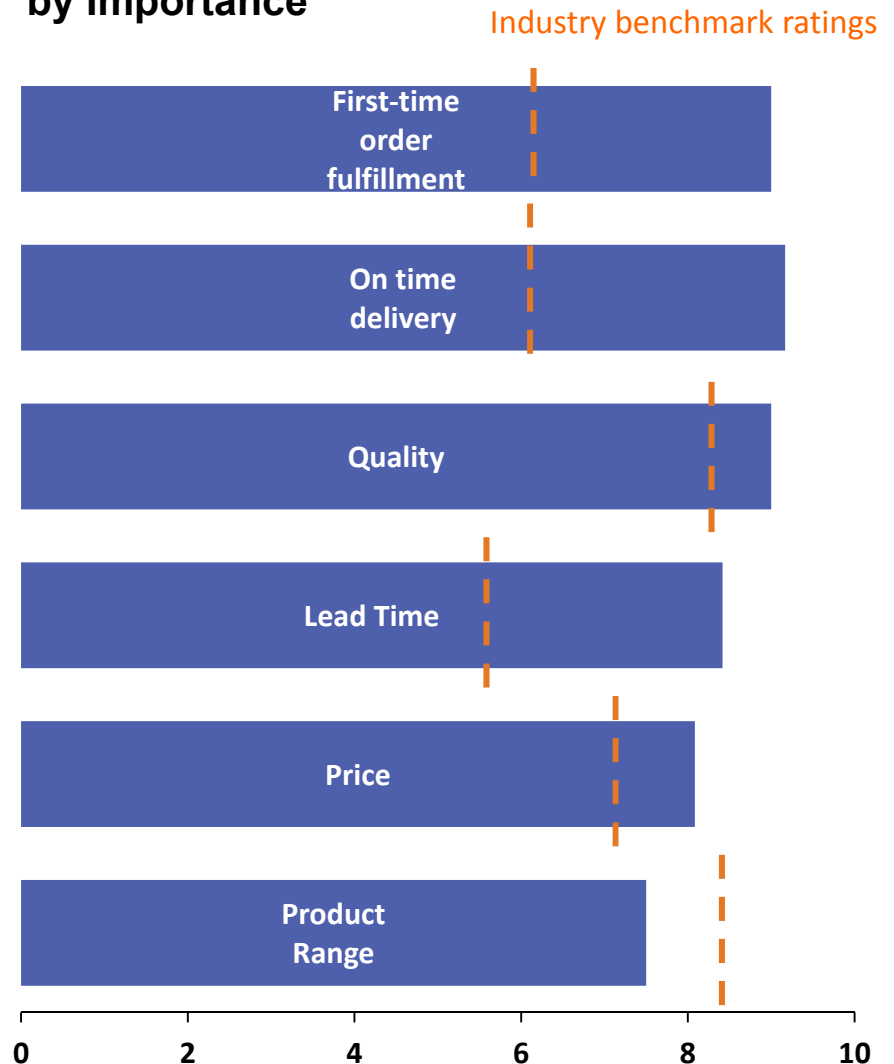 by importance
Industry benchmark ratings
First-time
order
fulfillment
On time
delivery
Quality
Lead Time
Price
Product
Range
0 2 4 6 8 10